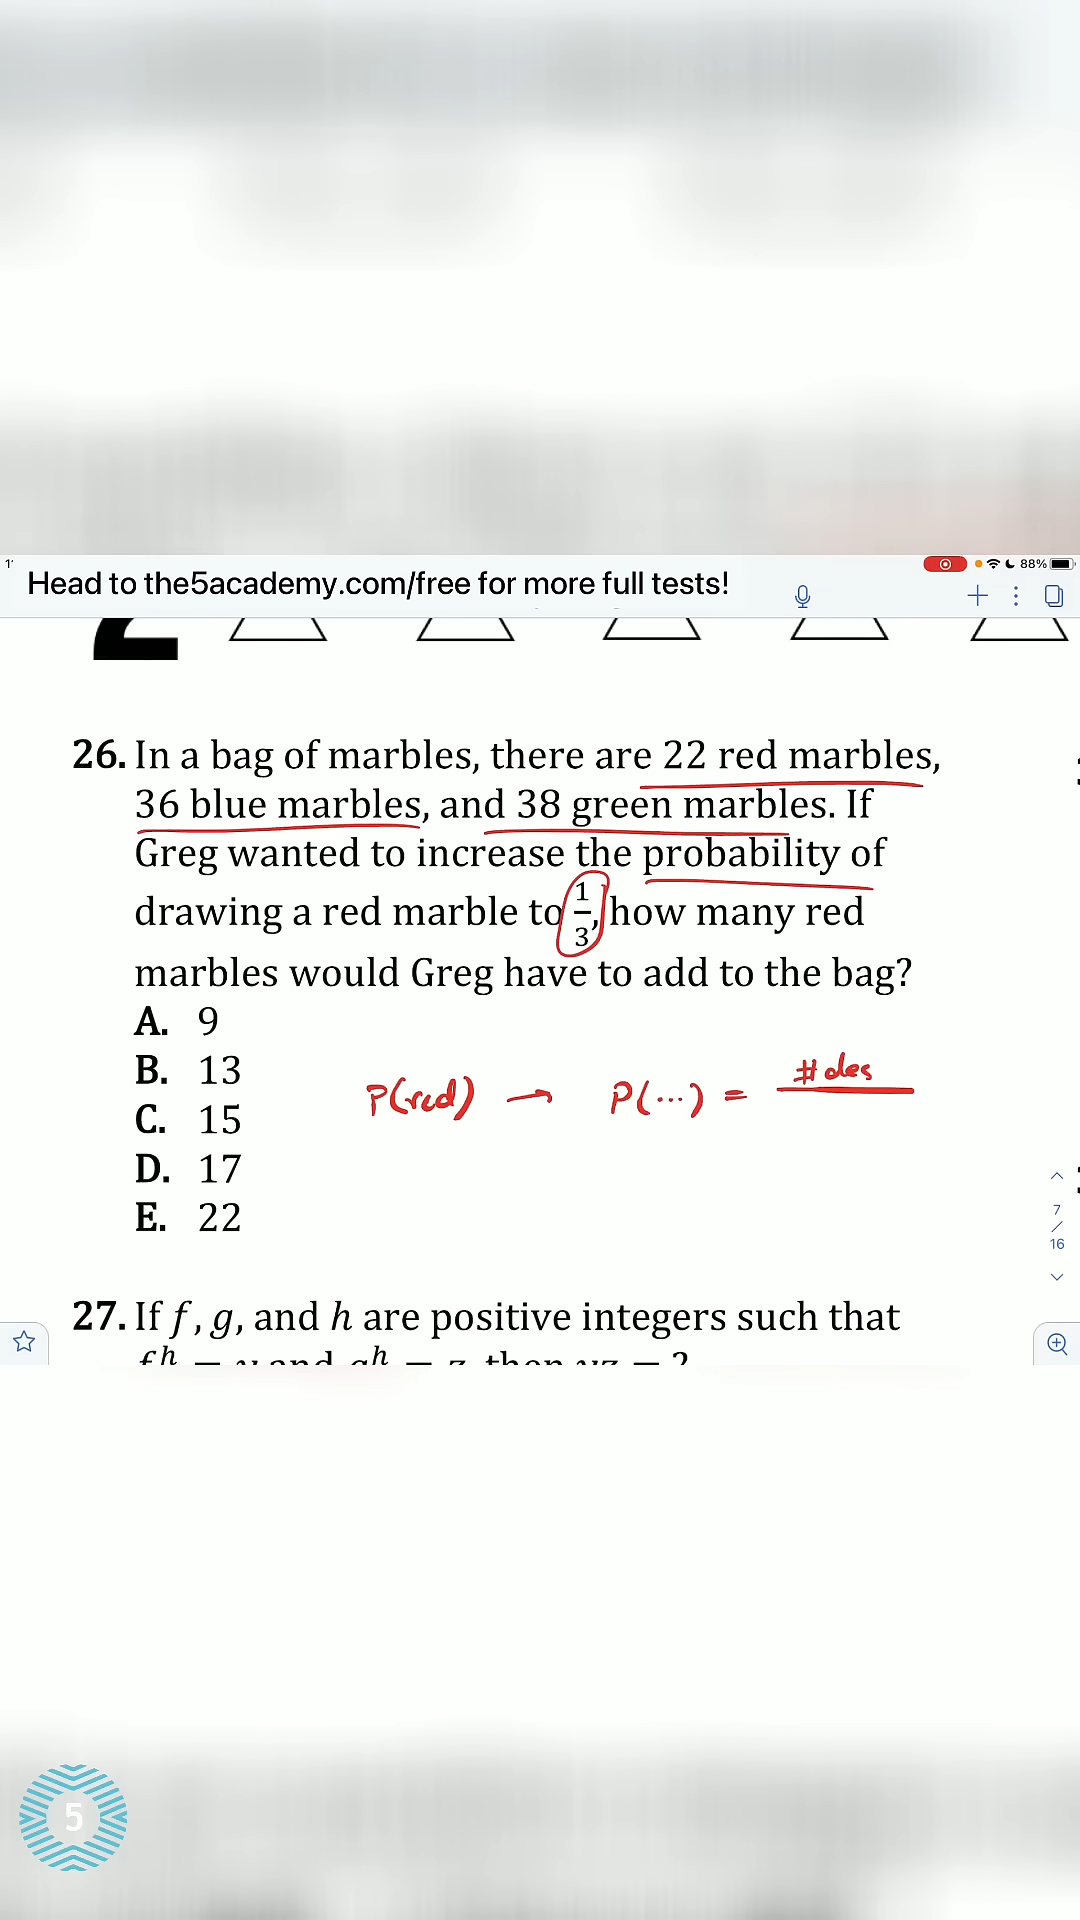 Head to the5academy.com/free for more full tests!
88%
2
26. In a bag of marbles, there are 22 red marbles,
36 blue marbles, and 38 green marbles. If
Greg wanted to increase the probability of
drawing a red marble to 1/3, how many red
marbles would Greg have to add to the bag?
A. 9
B. 13
C. 15
D. 17
E. 22
P(red) → P(...) = # des
7
/
16
27. If f, g, and h are positive integers such that
5